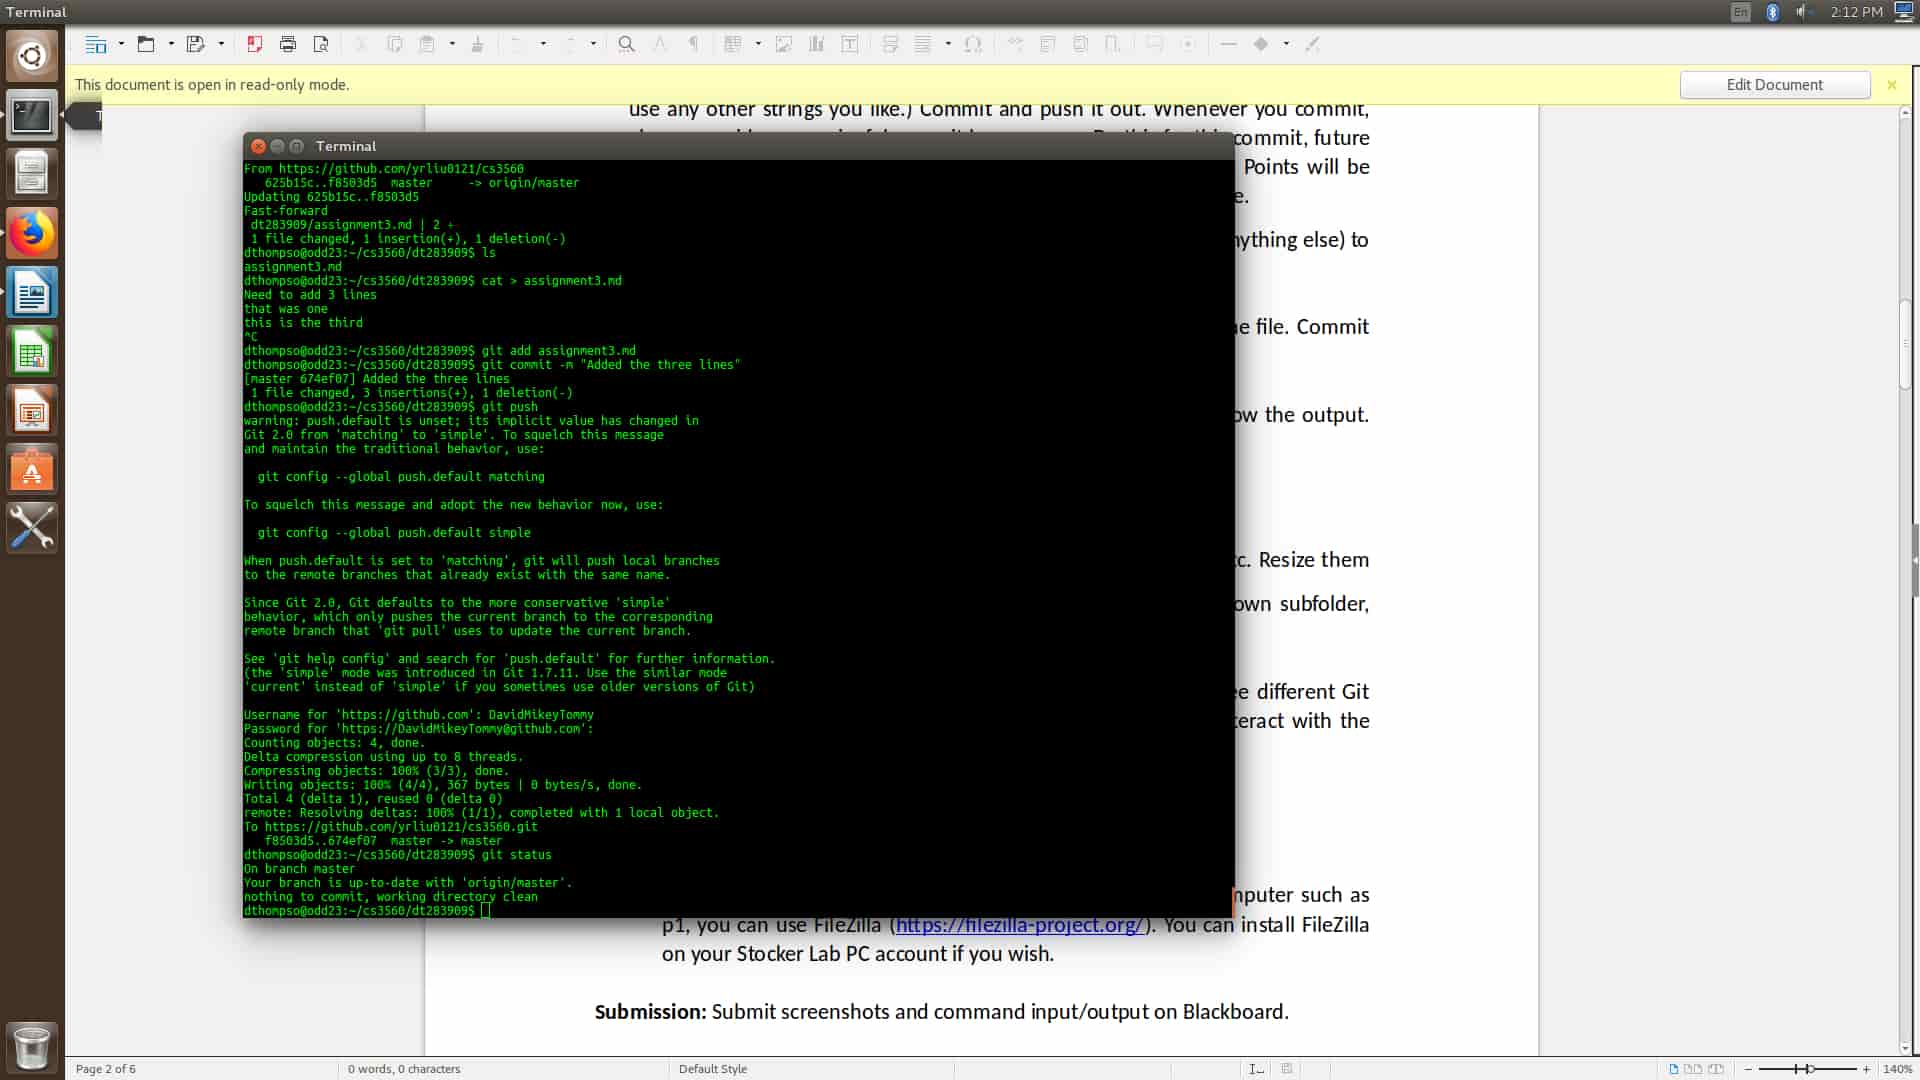 Terminal
En
2:12 PM
This document is open in read-only mode.
Edit Document
use any other strings you like.) Commit and push it out. Whenever you commit,
commit, future
Points will be
e.
nything else) to
e file. Commit
ow the output.
tc. Resize them
own subfolder,
ee different Git
teract with the
mputer such as
p1, you can use FileZilla (https://filezilla-project.org/). You can install FileZilla
on your Stocker Lab PC account if you wish.
Submission: Submit screenshots and command input/output on Blackboard.
Terminal
From https://github.com/yrliu0121/cs3560
   625b15c..f8503d5  master     -> origin/master
Updating 625b15c..f8503d5
Fast-forward
 dt283909/assignment3.md | 2 +-
 1 file changed, 1 insertion(+), 1 deletion(-)
dthompso@odd23:~/cs3560/dt283909$ ls
assignment3.md
dthompso@odd23:~/cs3560/dt283909$ cat > assignment3.md
Need to add 3 lines
that was one
this is the third
^C
dthompso@odd23:~/cs3560/dt283909$ git add assignment3.md
dthompso@odd23:~/cs3560/dt283909$ git commit -m "Added the three lines"
[master 674ef07] Added the three lines
 1 file changed, 3 insertions(+), 1 deletion(-)
dthompso@odd23:~/cs3560/dt283909$ git push
warning: push.default is unset; its implicit value has changed in
Git 2.0 from 'matching' to 'simple'. To squelch this message
and maintain the traditional behavior, use:
  git config --global push.default matching
To squelch this message and adopt the new behavior now, use:
  git config --global push.default simple
When push.default is set to 'matching', git will push local branches
to the remote branches that already exist with the same name.
Since Git 2.0, Git defaults to the more conservative 'simple'
behavior, which only pushes the current branch to the corresponding
remote branch that 'git pull' uses to update the current branch.
See 'git help config' and search for 'push.default' for further information.
(the 'simple' mode was introduced in Git 1.7.11. Use the similar mode
'current' instead of 'simple' if you sometimes use older versions of Git)
Username for 'https://github.com': DavidMikeyTommy
Password for 'https://DavidMikeyTommy@github.com':
Counting objects: 4, done.
Delta compression using up to 8 threads.
Compressing objects: 100% (3/3), done.
Writing objects: 100% (4/4), 367 bytes | 0 bytes/s, done.
Total 4 (delta 1), reused 0 (delta 0)
remote: Resolving deltas: 100% (1/1), completed with 1 local object.
To https://github.com/yrliu0121/cs3560.git
   f8503d5..674ef07  master -> master
dthompso@odd23:~/cs3560/dt283909$ git status
On branch master
Your branch is up-to-date with 'origin/master'.
nothing to commit, working directory clean
dthompso@odd23:~/cs3560/dt283909$
Page 2 of 6
0 words, 0 characters
Default Style
140%